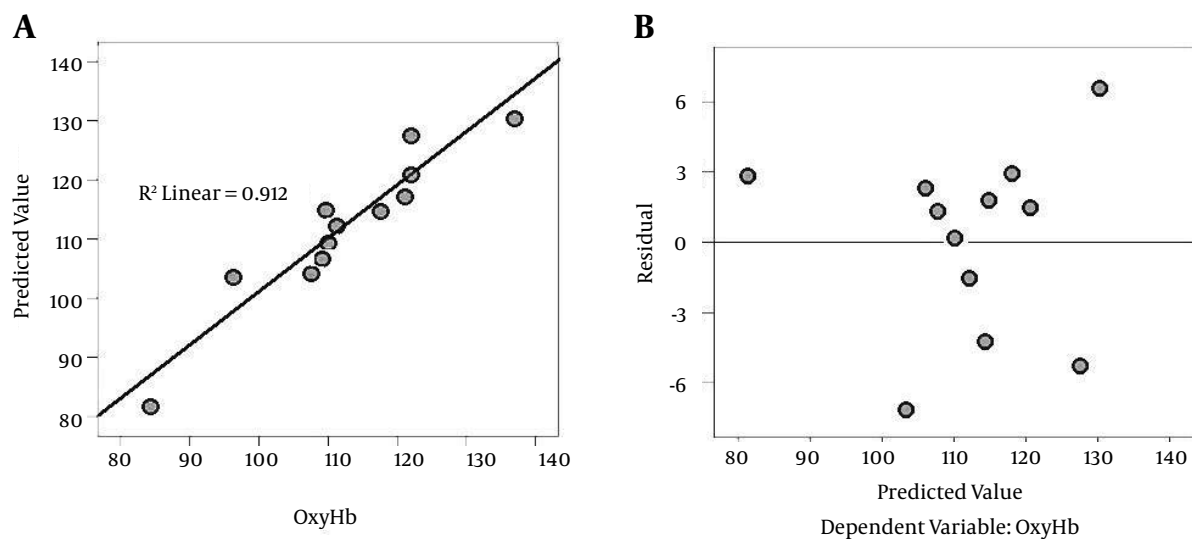 A
140
130
120
110
100
90
80
Predicted Value
R² Linear = 0.912
80 90 100 110 120 130 140
OxyHb
B
6
3
0
-3
-6
Residual
80 90 100 110 120 130 140
Predicted Value
Dependent Variable: OxyHb